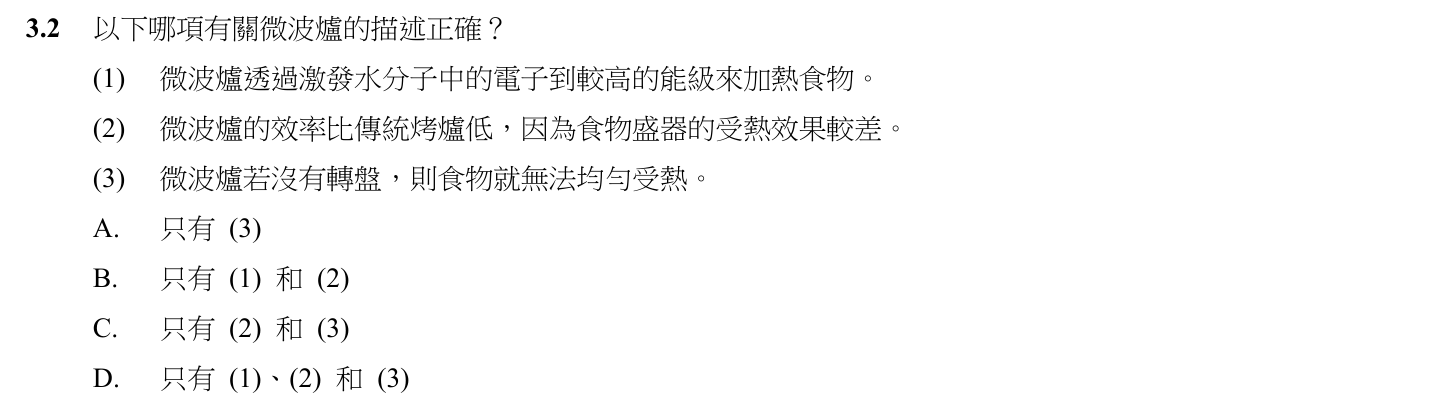 3.2 以下哪項有關微波爐的描述正確？
(1) 微波爐透過激發水分子中的電子到較高的能級來加熱食物。
(2) 微波爐的效率比傳統烤爐低，因為食物盛器的受熱效果較差。
(3) 微波爐若沒有轉盤，則食物就無法均勻受熱。
A. 只有 (3)
B. 只有 (1) 和 (2)
C. 只有 (2) 和 (3)
D. 只有 (1)、(2) 和 (3)